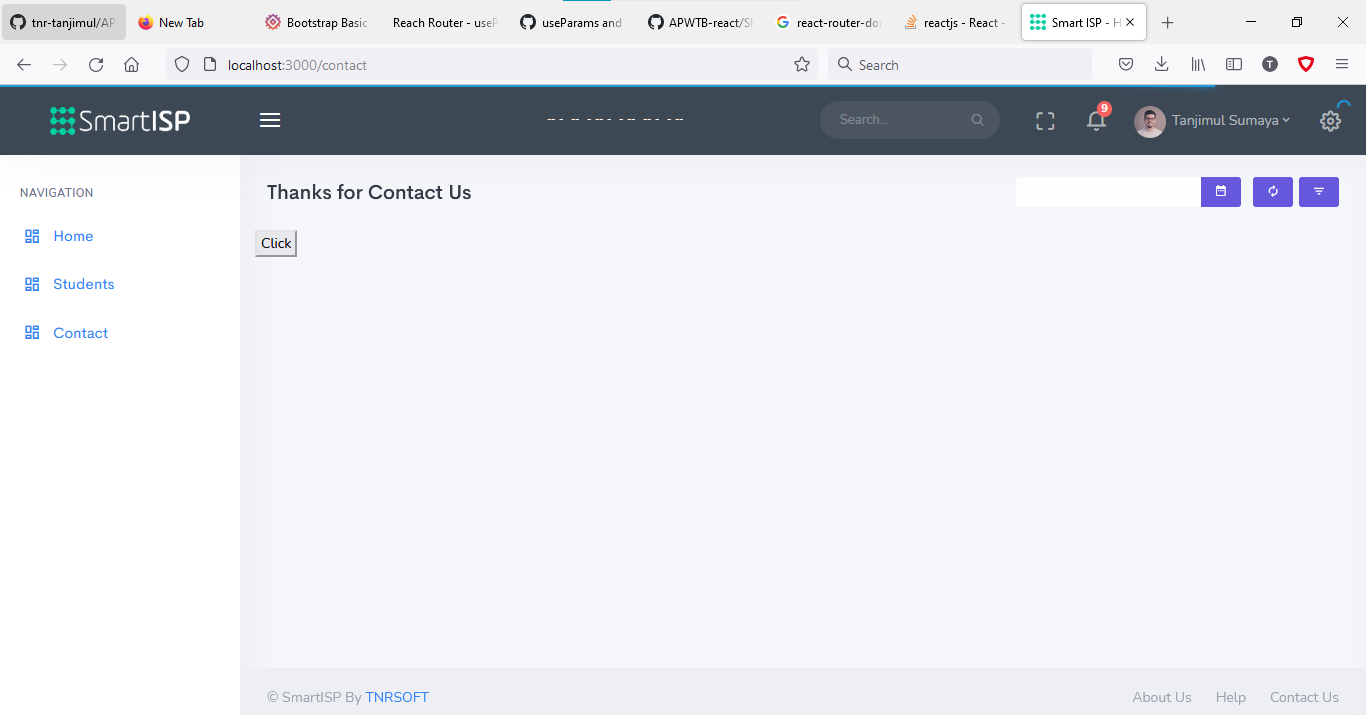 tnr-tanjimul/AP
New Tab
Bootstrap Basic
Reach Router - useP
useParams and
APWTB-react/Sh
react-router-dor
reactjs - React -
Smart ISP - H
localhost:3000/contact
Search
T
SmartISP
-- - -- - -- - -- -- - --
Search...
9
Tanjimul Sumaya
NAVIGATION
Thanks for Contact Us
Home
Click
Students
Contact
© SmartISP By TNRSOFT
About Us
Help
Contact Us